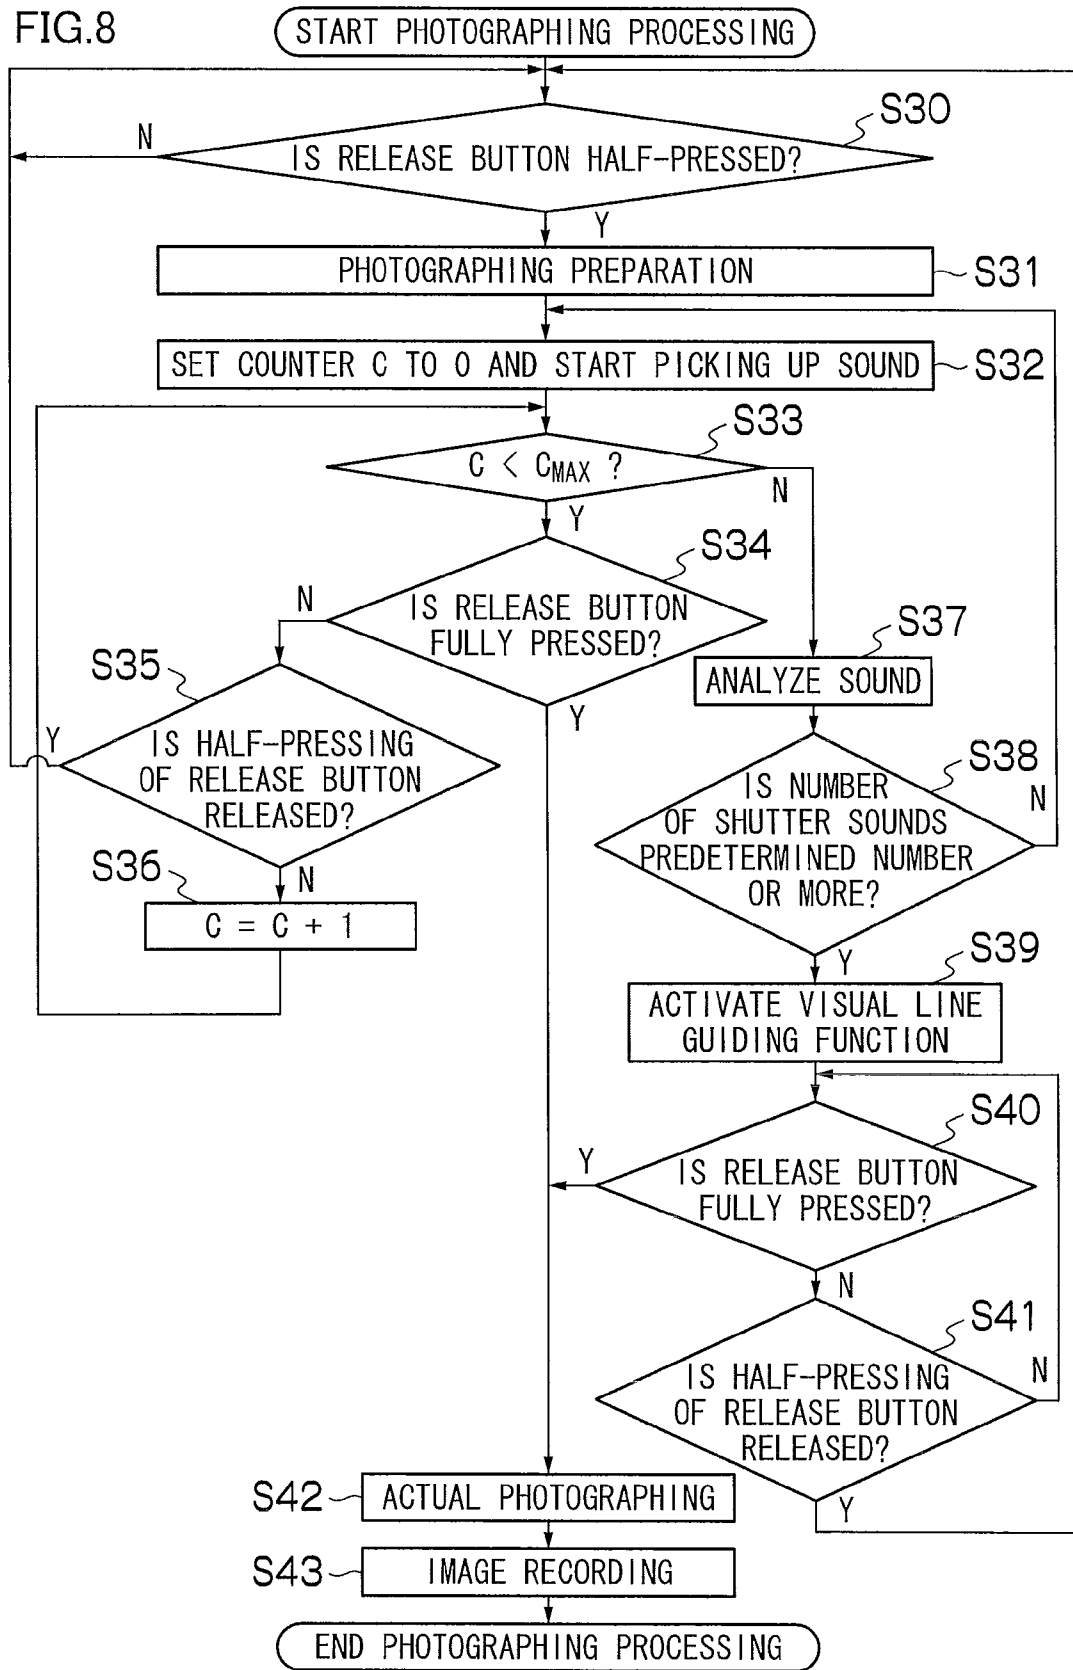 FIG.8
START PHOTOGRAPHING PROCESSING
S30
N
IS RELEASE BUTTON HALF-PRESSED?
Y
PHOTOGRAPHING PREPARATION
S31
SET COUNTER C TO 0 AND START PICKING UP SOUND
S32
S33
C < CMAX ?
N
Y
S34
N
IS RELEASE BUTTON
FULLY PRESSED?
Y
S35
Y
IS HALF-PRESSING
OF RELEASE BUTTON
RELEASED?
N
S36
C = C + 1
S37
ANALYZE SOUND
S38
IS NUMBER
OF SHUTTER SOUNDS
PREDETERMINED NUMBER
OR MORE?
N
Y
S39
ACTIVATE VISUAL LINE
GUIDING FUNCTION
S40
Y
IS RELEASE BUTTON
FULLY PRESSED?
N
S41
N
IS HALF-PRESSING
OF RELEASE BUTTON
RELEASED?
Y
S42
ACTUAL PHOTOGRAPHING
S43
IMAGE RECORDING
END PHOTOGRAPHING PROCESSING